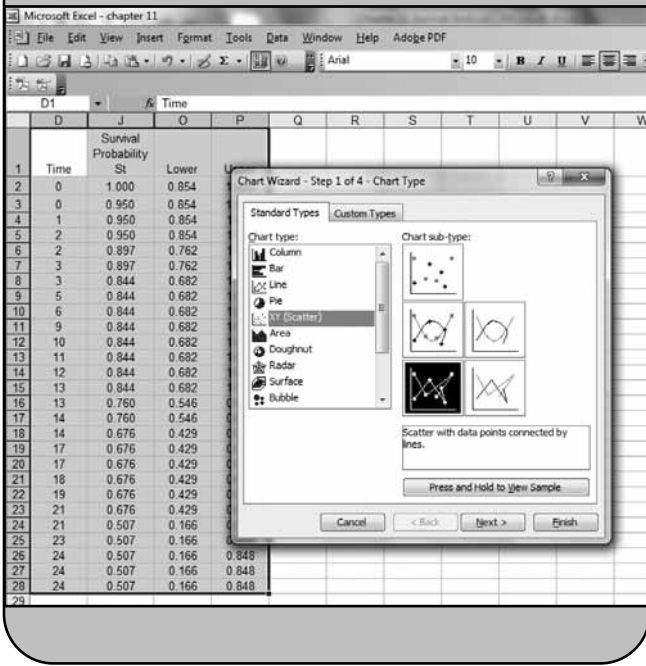 Microsoft Excel - chapter 11
File Edit View Insert Format Tools Data Window Help Adobe PDF
Arial 10 B I U
D1 fx Time
D J O P Q R S T U V W
Survival
Probability
1 Time St Lower
2 0 1.000 0.854
3 0 0.950 0.854
4 1 0.950 0.854
5 2 0.950 0.854
6 2 0.897 0.762
7 3 0.897 0.762
8 3 0.844 0.682
9 5 0.844 0.682
10 6 0.844 0.682
11 9 0.844 0.682
12 10 0.844 0.682
13 11 0.844 0.682
14 12 0.844 0.682
15 13 0.844 0.682
16 13 0.760 0.546
17 14 0.760 0.546
18 14 0.676 0.429
19 17 0.676 0.429
20 17 0.676 0.429
21 18 0.676 0.429
22 19 0.676 0.429
23 21 0.676 0.429
24 21 0.507 0.166
25 23 0.507 0.166
26 24 0.507 0.166 0.848
27 24 0.507 0.166 0.848
28 24 0.507 0.166 0.848
29
Chart Wizard - Step 1 of 4 - Chart Type
Standard Types Custom Types
Chart type:
Column
Bar
Line
Pie
XY (Scatter)
Area
Doughnut
Radar
Surface
Bubble
Chart sub-type:
Scatter with data points connected by
lines.
Press and Hold to View Sample
Cancel < Back Next > Finish